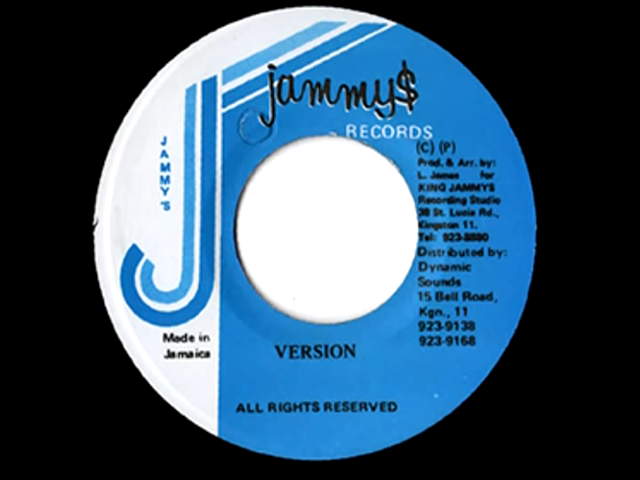 jammy$
RECORDS
JAMMY'S
(C) (P)
Prod. & Arr. by:
L. James for
KING JAMMYS
Recording Studio
38 St. Lucia Rd.,
Kingston 11.
Tel: 923-8880
Distributed by:
Dynamic
Sounds
15 Bell Road,
Kgn., 11
923-9138
923-9168
Made in
Jamaica
VERSION
ALL RIGHTS RESERVED